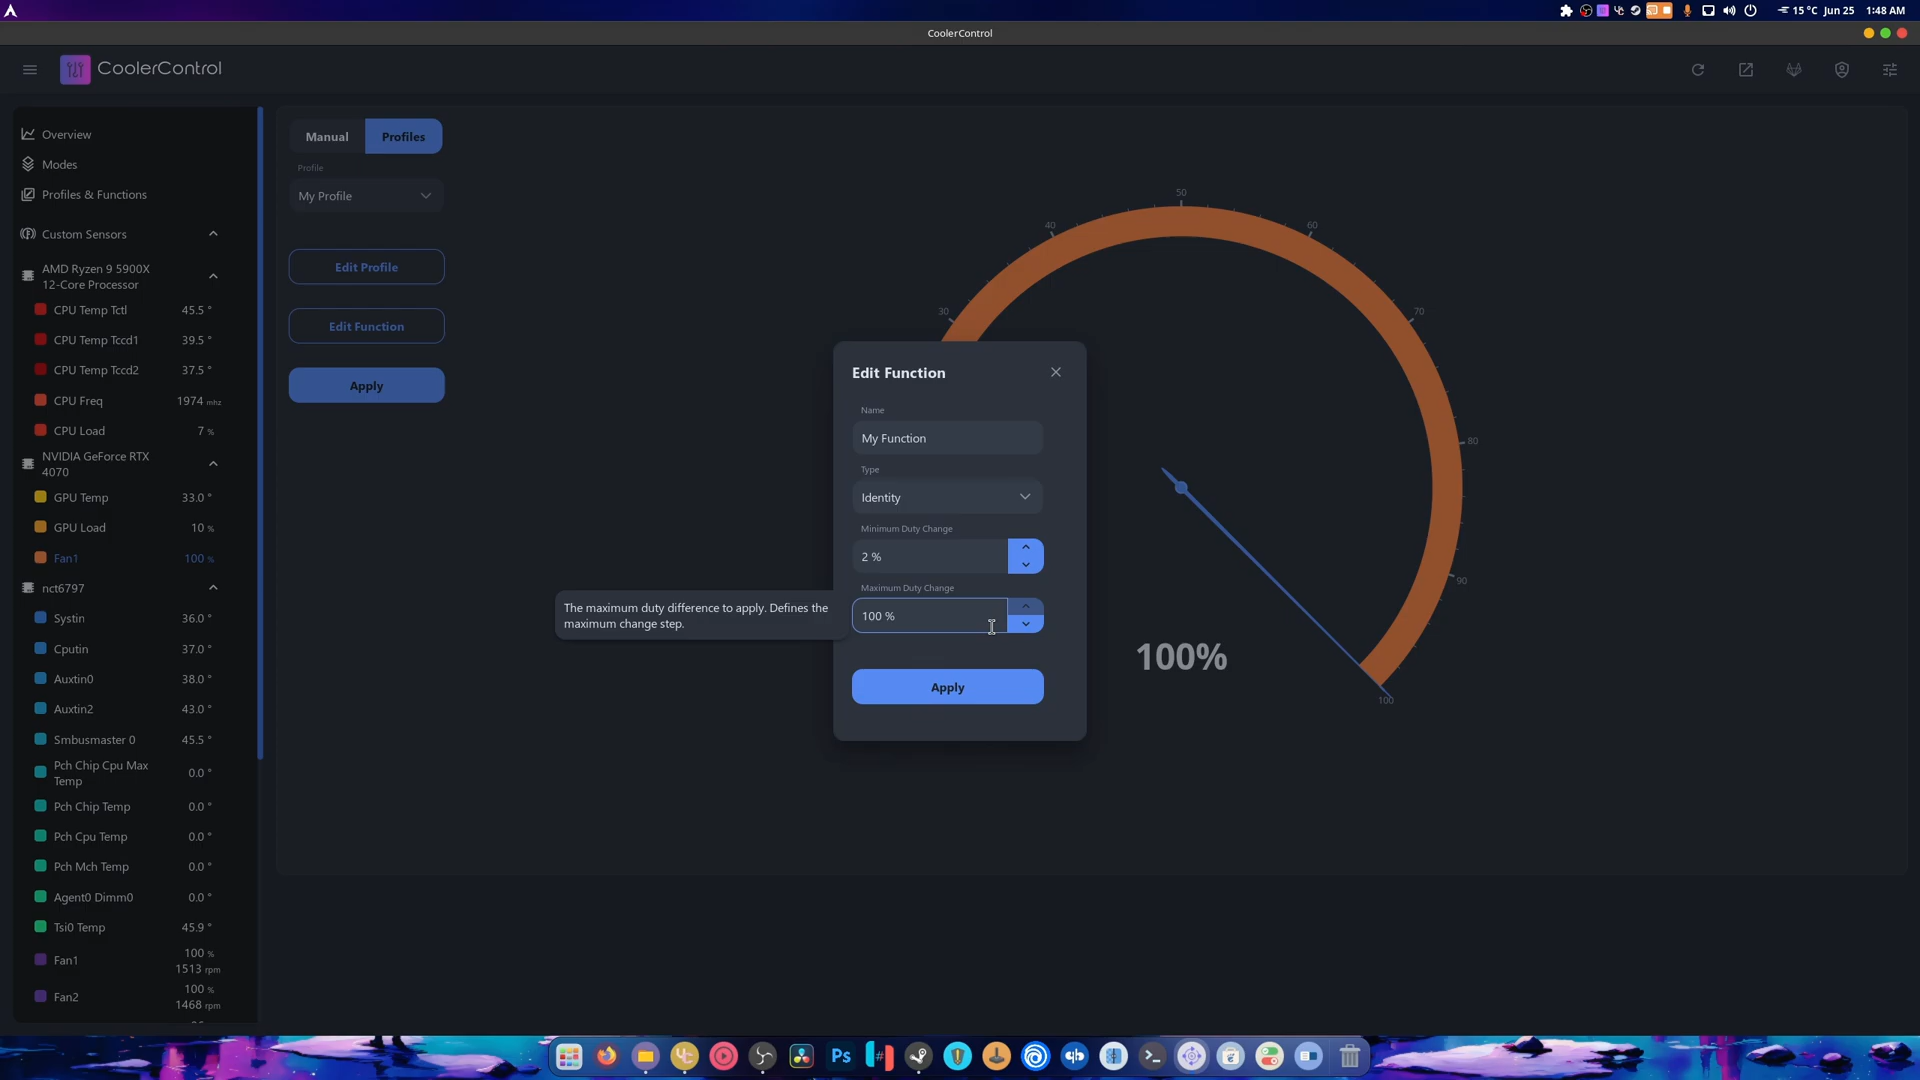 15 °C Jun 25 1:48 AM
CoolerControl
CoolerControl
Overview
Modes
Profiles & Functions
Custom Sensors
AMD Ryzen 9 5900X
12-Core Processor
CPU Temp Tctl 45.5 °
CPU Temp Tccd1 39.5 °
CPU Temp Tccd2 37.5 °
CPU Freq 1974 mhz
CPU Load 7 %
NVIDIA GeForce RTX
4070
GPU Temp 33.0 °
GPU Load 10 %
Fan1 100 %
nct6797
Systin 36.0 °
Cputin 37.0 °
Auxtin0 38.0 °
Auxtin2 43.0 °
Smbusmaster 0 45.5 °
Pch Chip Cpu Max
Temp 0.0 °
Pch Chip Temp 0.0 °
Pch Cpu Temp 0.0 °
Pch Mch Temp 0.0 °
Agent0 Dimm0 0.0 °
Tsi0 Temp 45.9 °
Fan1 100 %
1513 rpm
Fan2 100 %
1468 rpm
Manual Profiles
Profile
My Profile
Edit Profile
Edit Function
Apply
30
40
50
60
70
80
90
100
100%
Edit Function
Name
My Function
Type
Identity
Minimum Duty Change
2 %
Maximum Duty Change
100 %
Apply
The maximum duty difference to apply. Defines the
maximum change step.
Ps